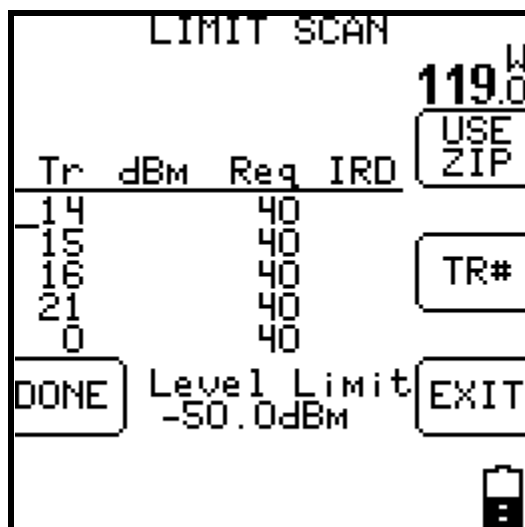 LIMIT SCAN
W
119.0
USE
ZIP
Tr dBm Req IRD
_14 40
15 40
16 40
TR#
21 40
0 40
DONE
Level Limit
-50.0dBm
EXIT